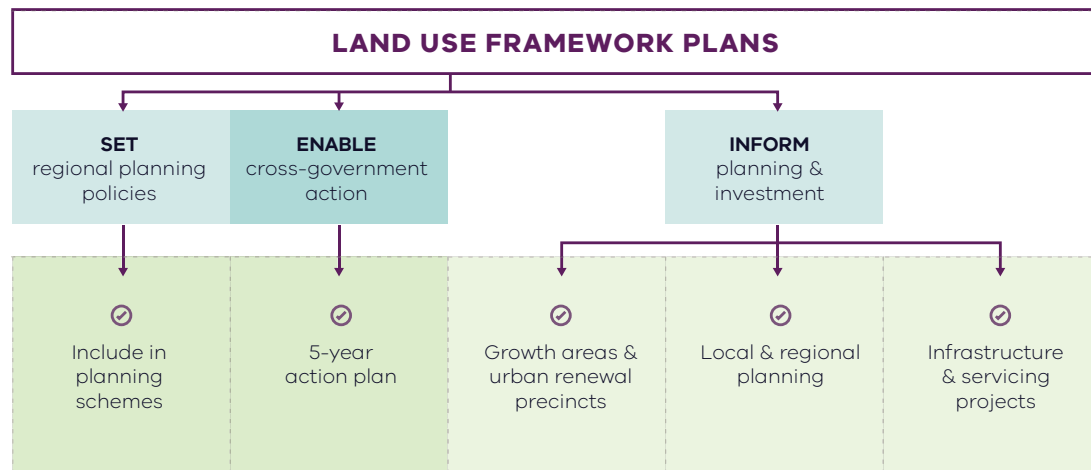 LAND USE FRAMEWORK PLANS
SET
regional planning
policies
ENABLE
cross-government
action
INFORM
planning &
investment
Include in
planning
schemes
5-year
action plan
Growth areas &
urban renewal
precincts
Local & regional
planning
Infrastructure
& servicing
projects